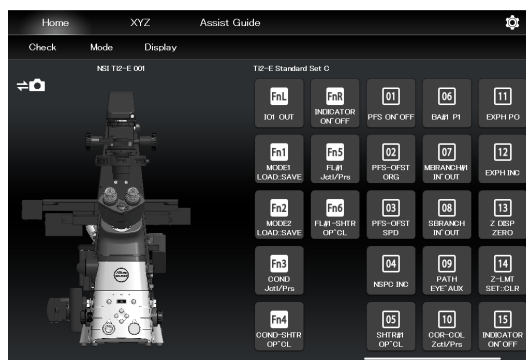 Home XYZ Assist Guide
Check Mode Display
NSI Ti2-E 001
Ti2-E Standard Set C
FnL FnR 01 06 11
IO1 OUT INDICATOR ON^OFF PFS ON^OFF BA#1 P1 EXPH PO
Fn1 Fn5 02 07 12
MODE1 LOAD::SAVE FL#1 Jctl/Prs PFS-OFST ORG MEIRANCH#1 IN^OUT EXPH INC
Fn2 Fn6 03 08 13
MODE2 LOAD::SAVE FL#1-SHTR OP^CL PFS-OFST SPD SBRANCH IN^OUT Z DISP ZERO
Fn3 04 09 14
COND Jctl/Prs NSPC INC PATH EYE^AUX Z-LMT SET::CLR
Fn4 05 10 15
COND-SHTR OP^CL SHTR#1 OP^CL COR-COL Zctl/Prs INDICATOR ON^OFF